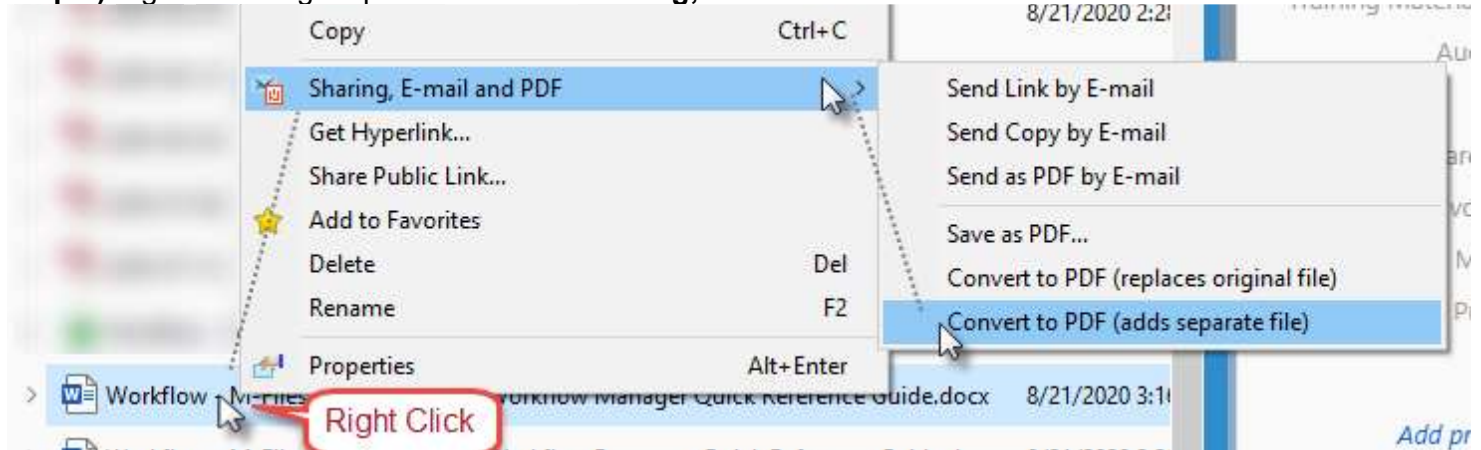 Copy Ctrl+C 8/21/2020 2:2
Sharing, E-mail and PDF >
Get Hyperlink...
Share Public Link...
Add to Favorites
Delete Del
Rename F2
Properties Alt+Enter
Send Link by E-mail
Send Copy by E-mail
Send as PDF by E-mail
Save as PDF...
Convert to PDF (replaces original file)
Convert to PDF (adds separate file)
> Workflow - M-Files Workflow Manager Quick Reference Guide.docx 8/21/2020 3:1
Right Click
Add pr